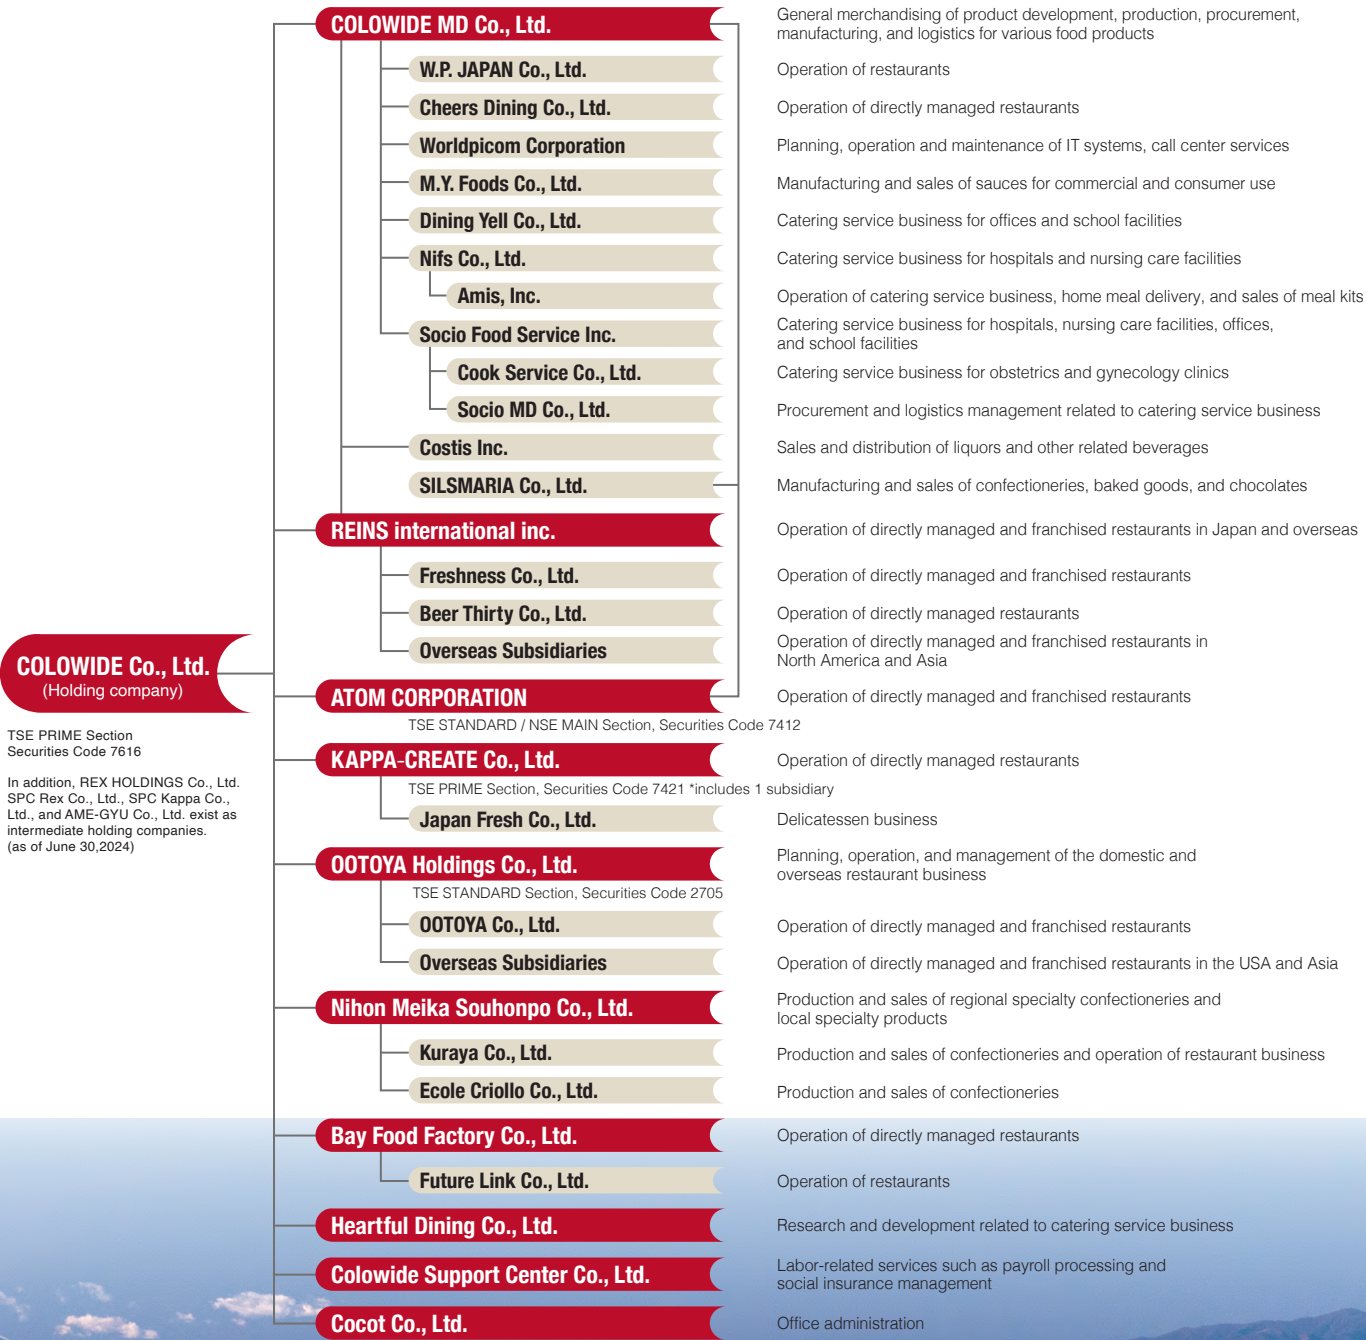 COLOWIDE MD Co., Ltd.
General merchandising of product development, production, procurement,
manufacturing, and logistics for various food products
W.P. JAPAN Co., Ltd.
Operation of restaurants
Cheers Dining Co., Ltd.
Operation of directly managed restaurants
Worldpicom Corporation
Planning, operation and maintenance of IT systems, call center services
M.Y. Foods Co., Ltd.
Manufacturing and sales of sauces for commercial and consumer use
Dining Yell Co., Ltd.
Catering service business for offices and school facilities
Nifs Co., Ltd.
Catering service business for hospitals and nursing care facilities
Amis, Inc.
Operation of catering service business, home meal delivery, and sales of meal kits
Socio Food Service Inc.
Catering service business for hospitals, nursing care facilities, offices,
and school facilities
Cook Service Co., Ltd.
Catering service business for obstetrics and gynecology clinics
Socio MD Co., Ltd.
Procurement and logistics management related to catering service business
Costis Inc.
Sales and distribution of liquors and other related beverages
SILSMARIA Co., Ltd.
Manufacturing and sales of confectioneries, baked goods, and chocolates
REINS international inc.
Operation of directly managed and franchised restaurants in Japan and overseas
Freshness Co., Ltd.
Operation of directly managed and franchised restaurants
Beer Thirty Co., Ltd.
Operation of directly managed restaurants
Overseas Subsidiaries
Operation of directly managed and franchised restaurants in
North America and Asia
COLOWIDE Co., Ltd.
(Holding company)
TSE PRIME Section
Securities Code 7616
In addition, REX HOLDINGS Co., Ltd.
SPC Rex Co., Ltd., SPC Kappa Co.,
Ltd., and AME-GYU Co., Ltd. exist as
intermediate holding companies.
(as of June 30,2024)
ATOM CORPORATION
Operation of directly managed and franchised restaurants
TSE STANDARD / NSE MAIN Section, Securities Code 7412
KAPPA-CREATE Co., Ltd.
Operation of directly managed restaurants
TSE PRIME Section, Securities Code 7421 *includes 1 subsidiary
Japan Fresh Co., Ltd.
Delicatessen business
OOTOYA Holdings Co., Ltd.
Planning, operation, and management of the domestic and
overseas restaurant business
TSE STANDARD Section, Securities Code 2705
OOTOYA Co., Ltd.
Operation of directly managed and franchised restaurants
Overseas Subsidiaries
Operation of directly managed and franchised restaurants in the USA and Asia
Nihon Meika Souhonpo Co., Ltd.
Production and sales of regional specialty confectioneries and
local specialty products
Kuraya Co., Ltd.
Production and sales of confectioneries and operation of restaurant business
Ecole Criollo Co., Ltd.
Production and sales of confectioneries
Bay Food Factory Co., Ltd.
Operation of directly managed restaurants
Future Link Co., Ltd.
Operation of restaurants
Heartful Dining Co., Ltd.
Research and development related to catering service business
Colowide Support Center Co., Ltd.
Labor-related services such as payroll processing and
social insurance management
Cocot Co., Ltd.
Office administration